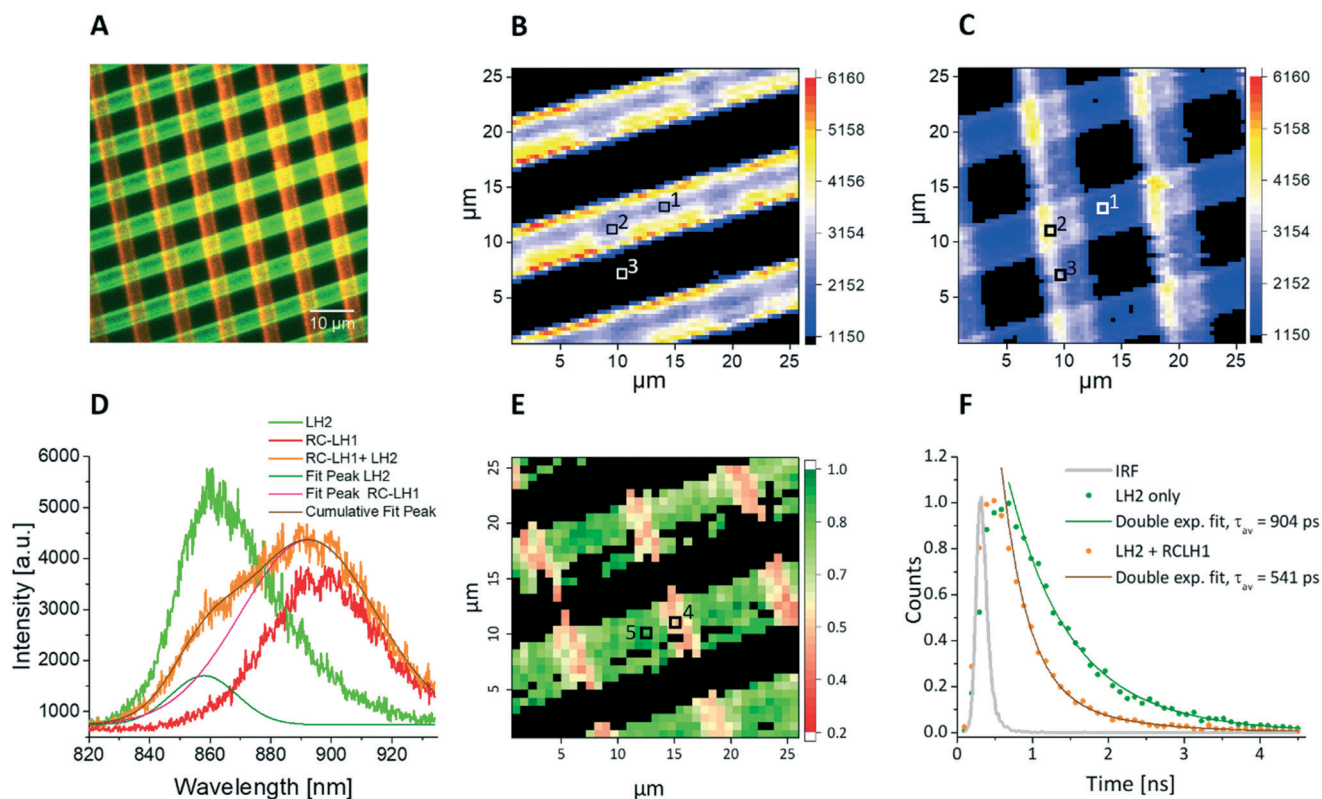 A
10 µm
B
25
20
15
10
5
µm
1
2
3
5 10 15 20 25
µm
6160
5158
4156
3154
2152
1150
C
25
20
15
10
5
µm
1
2
3
5 10 15 20 25
µm
6160
5158
4156
3154
2152
1150
D
LH2
RC-LH1
RC-LH1+ LH2
Fit Peak LH2
Fit Peak RC-LH1
Cumulative Fit Peak
6000
5000
4000
3000
2000
1000
Intensity [a.u.]
820 840 860 880 900 920
Wavelength [nm]
E
25
20
15
10
5
µm
4
5
5 10 15 20 25
µm
1.0
0.9
0.8
0.7
0.6
0.5
0.4
0.3
0.2
F
IRF
LH2 only
Double exp. fit, τav = 904 ps
LH2 + RCLH1
Double exp. fit, τav = 541 ps
1.2
1.0
0.8
0.6
0.4
0.2
0.0
Counts
0 1 2 3 4
Time [ns]